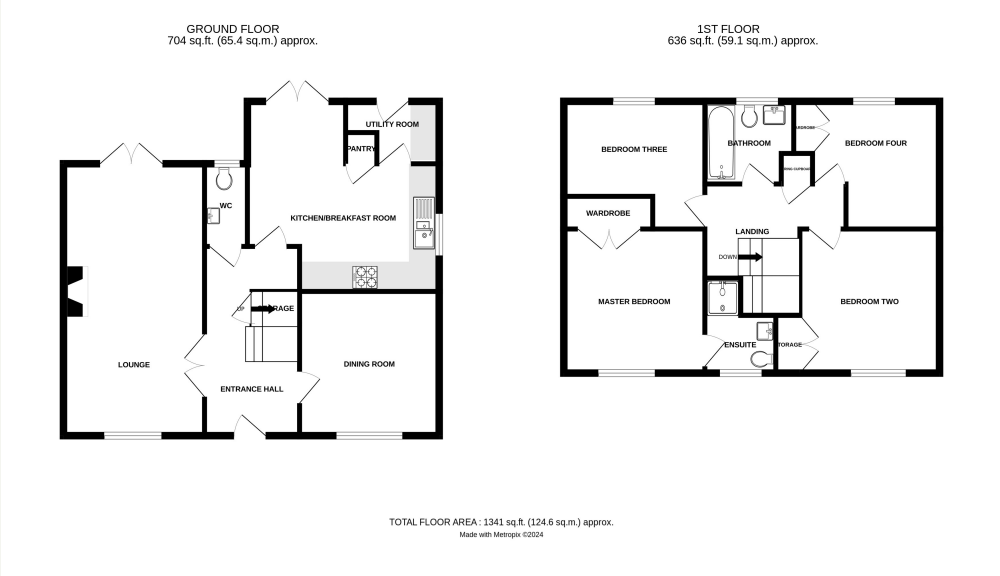 GROUND FLOOR
704 sq.ft. (65.4 sq.m.) approx.
1ST FLOOR
636 sq.ft. (59.1 sq.m.) approx.
UTILITY ROOM
PANTRY
WC
KITCHEN/BREAKFAST ROOM
UP
LOUNGE
DINING ROOM
ENTRANCE HALL
BEDROOM THREE
BATHROOM
BEDROOM FOUR
WARDROBE
LANDING
DOWN
MASTER BEDROOM
BEDROOM TWO
ENSUITE
TORAGE
TOTAL FLOOR AREA : 1341 sq.ft. (124.6 sq.m.) approx.
Made with Metropix ©2024